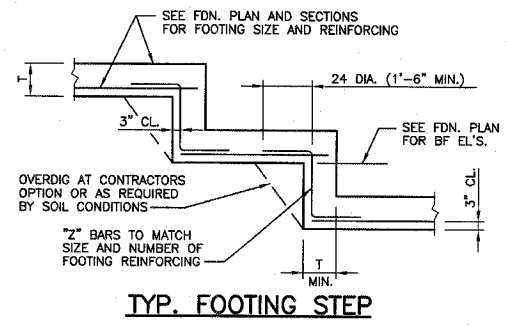 SEE FDN. PLAN AND SECTIONS
FOR FOOTING SIZE AND REINFORCING
T
24 DIA. (1'-6" MIN.)
3" CL.
SEE FDN. PLAN
FOR BF EL'S.
OVERDIG AT CONTRACTORS
OPTION OR AS REQUIRED
BY SOIL CONDITIONS
3" CL.
"Z" BARS TO MATCH
SIZE AND NUMBER OF
FOOTING REINFORCING
T
MIN.
TYP. FOOTING STEP